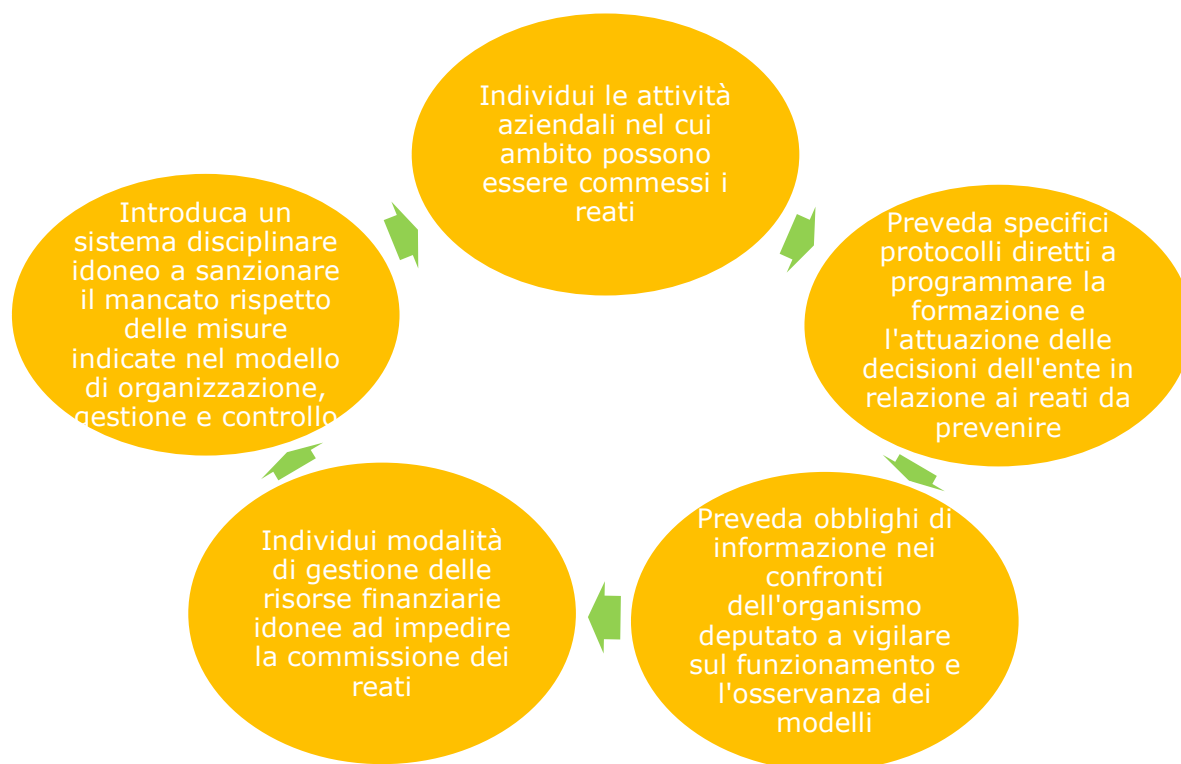 Individui le attività
aziendali nel cui
ambito possono
essere commessi i
reati
Preveda specifici
protocolli diretti a
programmare la
formazione e
l'attuazione delle
decisioni dell'ente in
relazione ai reati da
prevenire
Preveda obblighi di
informazione nei
confronti
dell'organismo
deputato a vigilare
sul funzionamento e
l'osservanza dei
modelli
Individui modalità
di gestione delle
risorse finanziarie
idonee ad impedire
la commissione dei
reati
Introduca un
sistema disciplinare
idoneo a sanzionare
il mancato rispetto
delle misure
indicate nel modello
di organizzazione,
gestione e controllo